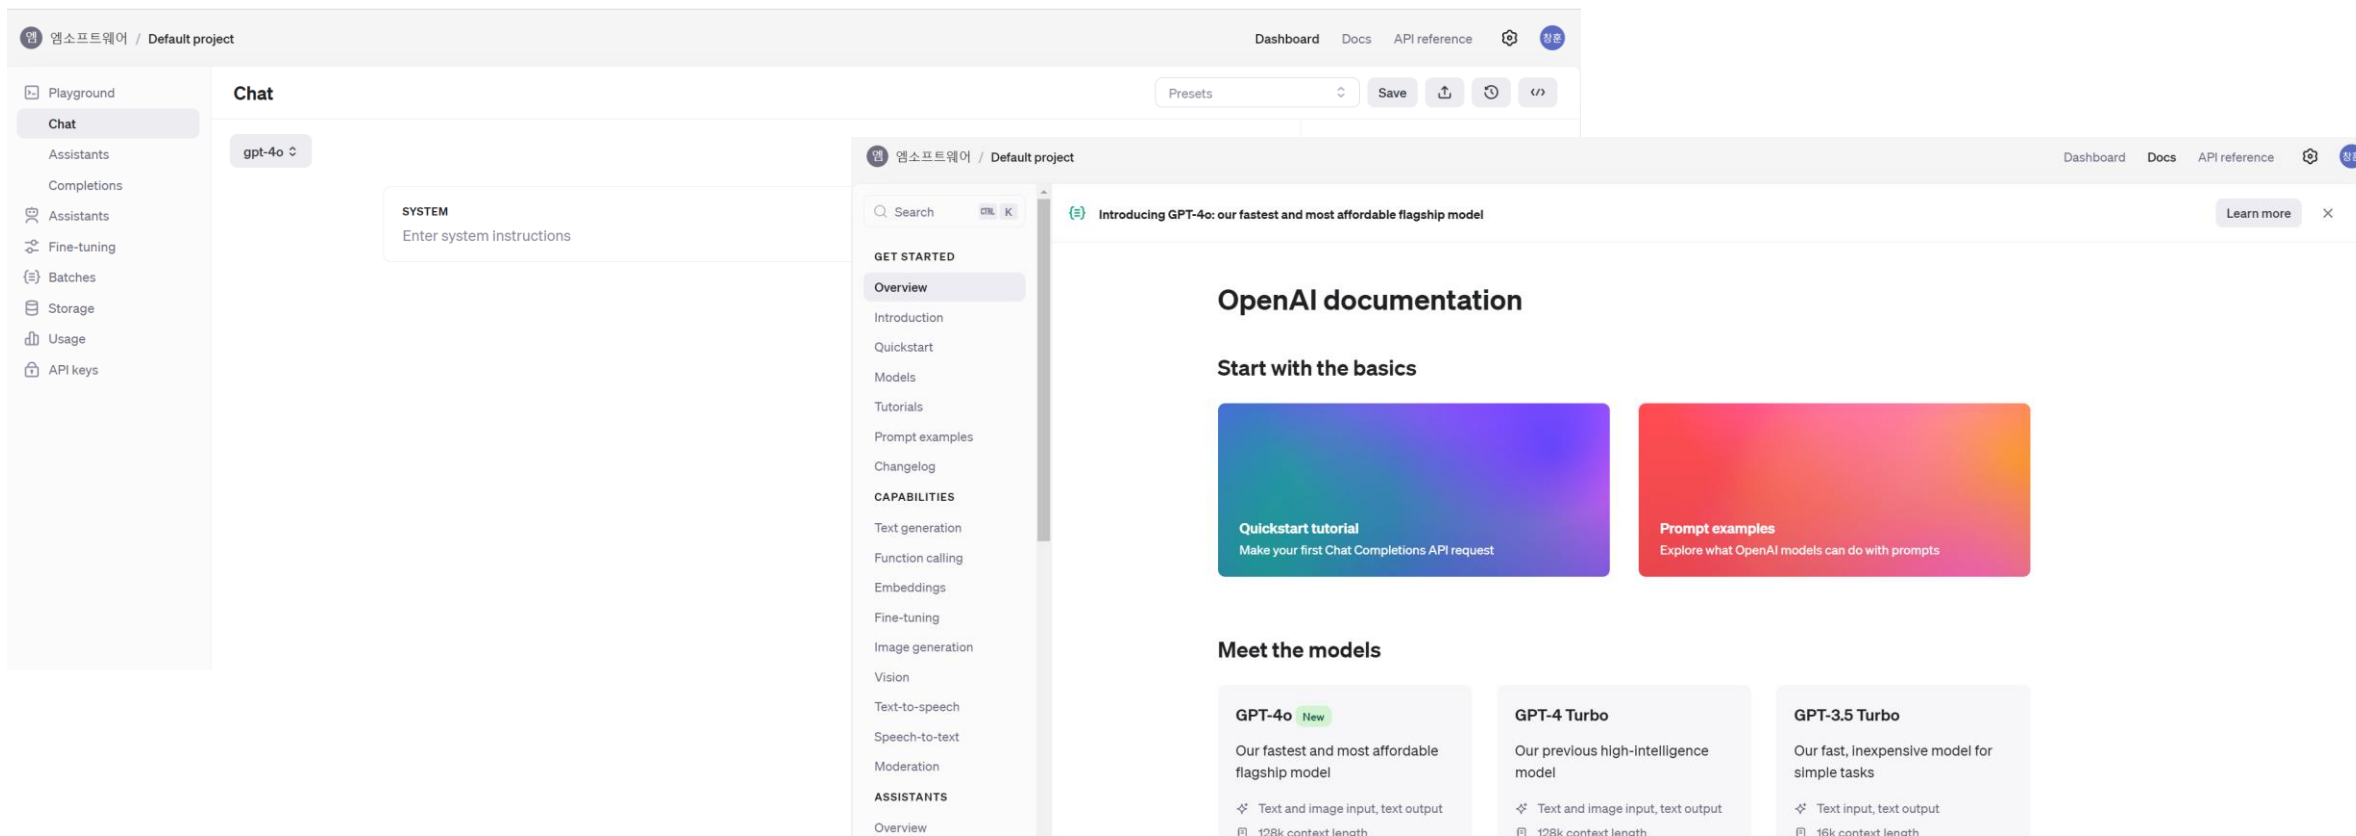 엠 엠소프트웨어 / Default project
Dashboard Docs API reference 창훈
Playground
Chat
Assistants
Completions
Assistants
Fine-tuning
Batches
Storage
Usage
API keys
Chat
Presets Save
gpt-4o
SYSTEM
Enter system instructions
엠 엠소프트웨어 / Default project
Dashboard Docs API reference
Search CTRL K
GET STARTED
Overview
Introduction
Quickstart
Models
Tutorials
Prompt examples
Changelog
CAPABILITIES
Text generation
Function calling
Embeddings
Fine-tuning
Image generation
Vision
Text-to-speech
Speech-to-text
Moderation
ASSISTANTS
Overview
Introducing GPT-4o: our fastest and most affordable flagship model
Learn more
OpenAI documentation
Start with the basics
Quickstart tutorial
Make your first Chat Completions API request
Prompt examples
Explore what OpenAI models can do with prompts
Meet the models
GPT-4o New
Our fastest and most affordable
flagship model
Text and image input, text output
128k context length
GPT-4 Turbo
Our previous high-intelligence
model
Text and image input, text output
128k context length
GPT-3.5 Turbo
Our fast, inexpensive model for
simple tasks
Text input, text output
16k context length